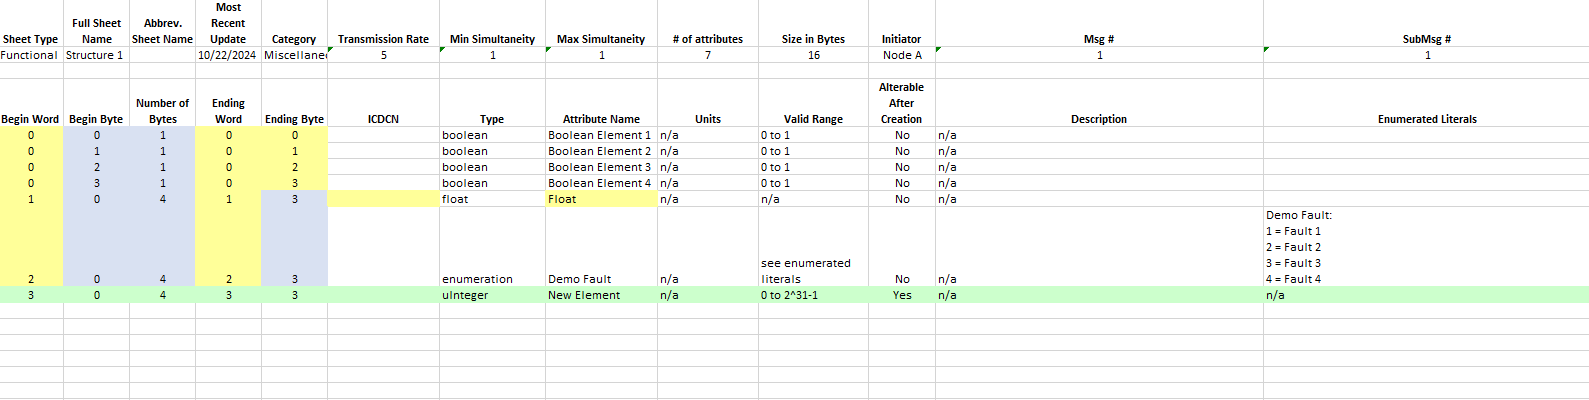 Sheet Type Full Sheet Name Abbrev. Sheet Name Most Recent Update Category Transmission Rate Min Simultaneity Max Simultaneity # of attributes Size in Bytes Initiator Msg # SubMsg #
Functional Structure 1 10/22/2024 Miscellane 5 1 1 7 16 Node A 1 1
Begin Word Begin Byte Number of Bytes Ending Word Ending Byte ICDCN Type Attribute Name Units Valid Range Alterable After Creation Description Enumerated Literals
0 0 1 0 0 boolean Boolean Element 1 n/a 0 to 1 No n/a
0 1 1 0 1 boolean Boolean Element 2 n/a 0 to 1 No n/a
0 2 1 0 2 boolean Boolean Element 3 n/a 0 to 1 No n/a
0 3 1 0 3 boolean Boolean Element 4 n/a 0 to 1 No n/a
1 0 4 1 3 float Float n/a n/a No n/a
2 0 4 2 3 enumeration Demo Fault n/a see enumerated literals No n/a Demo Fault:
1 = Fault 1
2 = Fault 2
3 = Fault 3
4 = Fault 4
3 0 4 3 3 uInteger New Element n/a 0 to 2^31-1 Yes n/a n/a